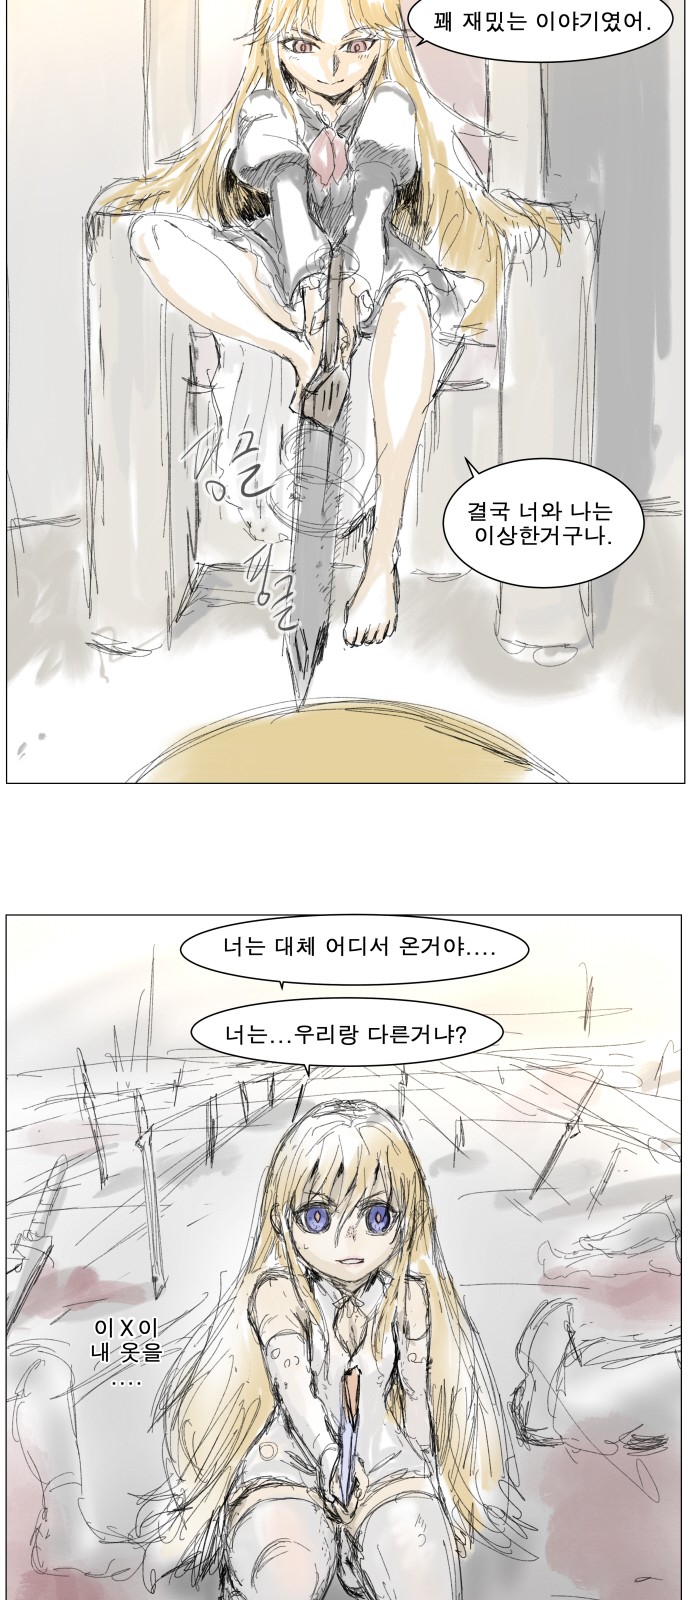 꽤 재밌는 이야기였어.
핑글
핑글
결국 너와 나는
이상한거구나.
너는 대체 어디서 온거야....
너는...우리랑 다른거냐?
이X이
내 옷을
....